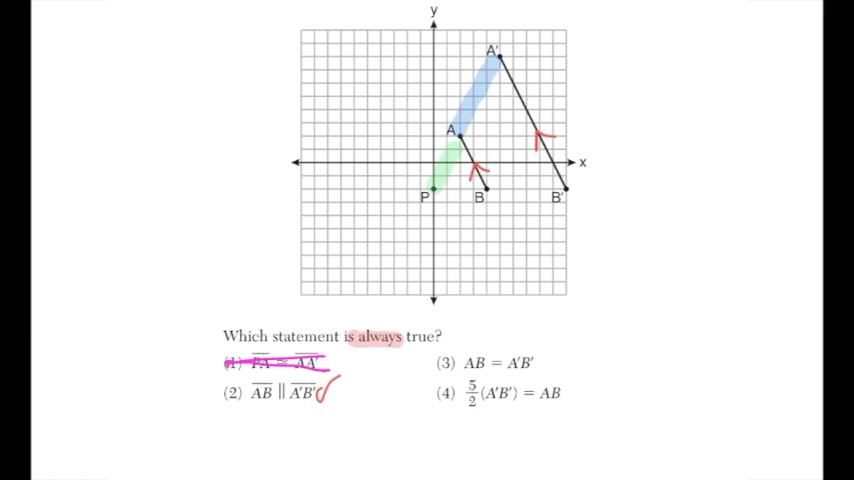 y
A'
A
x
P
B
B'
Which statement is always true?
(1) PA ≅ AA'
(2) AB ∥ A'B'
(3) AB = A'B'
(4) 5/2 (A'B') = AB